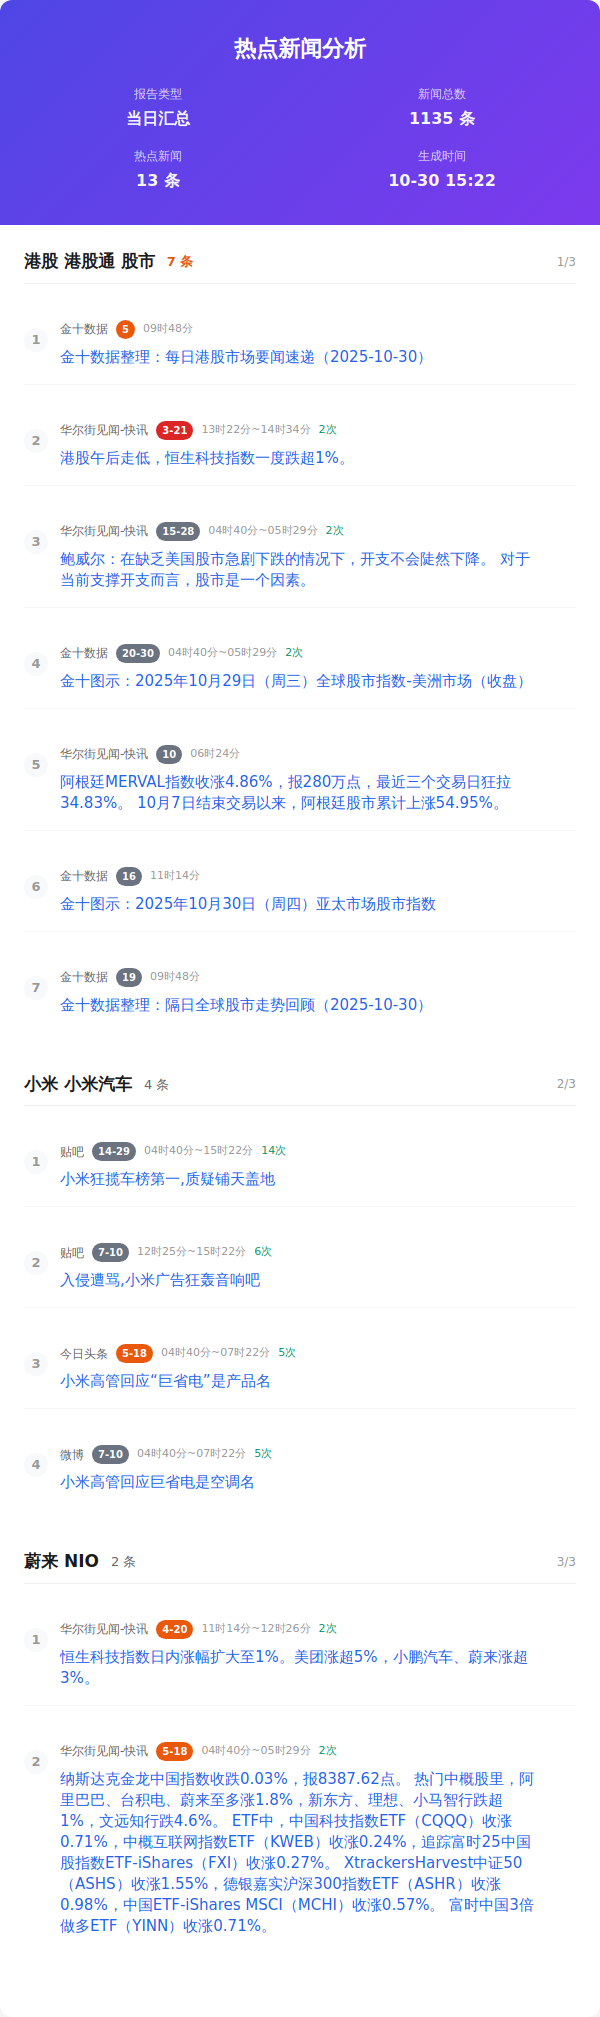 热点新闻分析
报告类型
新闻总数
当日汇总
1135 条
热点新闻
生成时间
13 条
10-30 15:22
港股 港股通 股市 7 条 1/3
1
金十数据 5 09时48分
金十数据整理：每日港股市场要闻速递（2025-10-30）
2
华尔街见闻-快讯 3-21 13时22分~14时34分 2次
港股午后走低，恒生科技指数一度跌超1%。
3
华尔街见闻-快讯 15-28 04时40分~05时29分 2次
鲍威尔：在缺乏美国股市急剧下跌的情况下，开支不会陡然下降。 对于
当前支撑开支而言，股市是一个因素。
4
金十数据 20-30 04时40分~05时29分 2次
金十图示：2025年10月29日（周三）全球股市指数-美洲市场（收盘）
5
华尔街见闻-快讯 10 06时24分
阿根廷MERVAL指数收涨4.86%，报280万点，最近三个交易日狂拉
34.83%。 10月7日结束交易以来，阿根廷股市累计上涨54.95%。
6
金十数据 16 11时14分
金十图示：2025年10月30日（周四）亚太市场股市指数
7
金十数据 19 09时48分
金十数据整理：隔日全球股市走势回顾（2025-10-30）
小米 小米汽车 4 条 2/3
1
贴吧 14-29 04时40分~15时22分 14次
小米狂揽车榜第一,质疑铺天盖地
2
贴吧 7-10 12时25分~15时22分 6次
入侵遭骂,小米广告狂轰音响吧
3
今日头条 5-18 04时40分~07时22分 5次
小米高管回应“巨省电”是产品名
4
微博 7-10 04时40分~07时22分 5次
小米高管回应巨省电是空调名
蔚来 NIO 2 条 3/3
1
华尔街见闻-快讯 4-20 11时14分~12时26分 2次
恒生科技指数日内涨幅扩大至1%。美团涨超5%，小鹏汽车、蔚来涨超
3%。
2
华尔街见闻-快讯 5-18 04时40分~05时29分 2次
纳斯达克金龙中国指数收跌0.03%，报8387.62点。 热门中概股里，阿
里巴巴、台积电、蔚来至多涨1.8%，新东方、理想、小马智行跌超
1%，文远知行跌4.6%。 ETF中，中国科技指数ETF（CQQQ）收涨
0.71%，中概互联网指数ETF（KWEB）收涨0.24%，追踪富时25中国
股指数ETF-iShares（FXI）收涨0.27%。 XtrackersHarvest中证50
（ASHS）收涨1.55%，德银嘉实沪深300指数ETF（ASHR）收涨
0.98%，中国ETF-iShares MSCI（MCHI）收涨0.57%。 富时中国3倍
做多ETF（YINN）收涨0.71%。